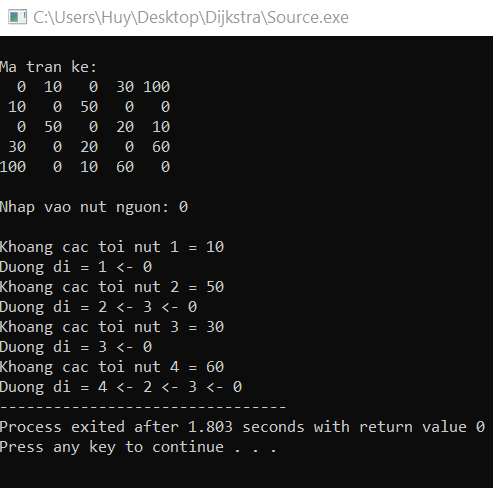 C:\Users\Huy\Desktop\Dijkstra\Source.exe
Ma tran ke:
  0  10   0  30 100
 10   0  50   0   0
  0  50   0  20  10
 30   0  20   0  60
100   0  10  60   0
Nhap vao nut nguon: 0
Khoang cac toi nut 1 = 10
Duong di = 1 <- 0
Khoang cac toi nut 2 = 50
Duong di = 2 <- 3 <- 0
Khoang cac toi nut 3 = 30
Duong di = 3 <- 0
Khoang cac toi nut 4 = 60
Duong di = 4 <- 2 <- 3 <- 0
--------------------------------
Process exited after 1.803 seconds with return value 0
Press any key to continue . . .